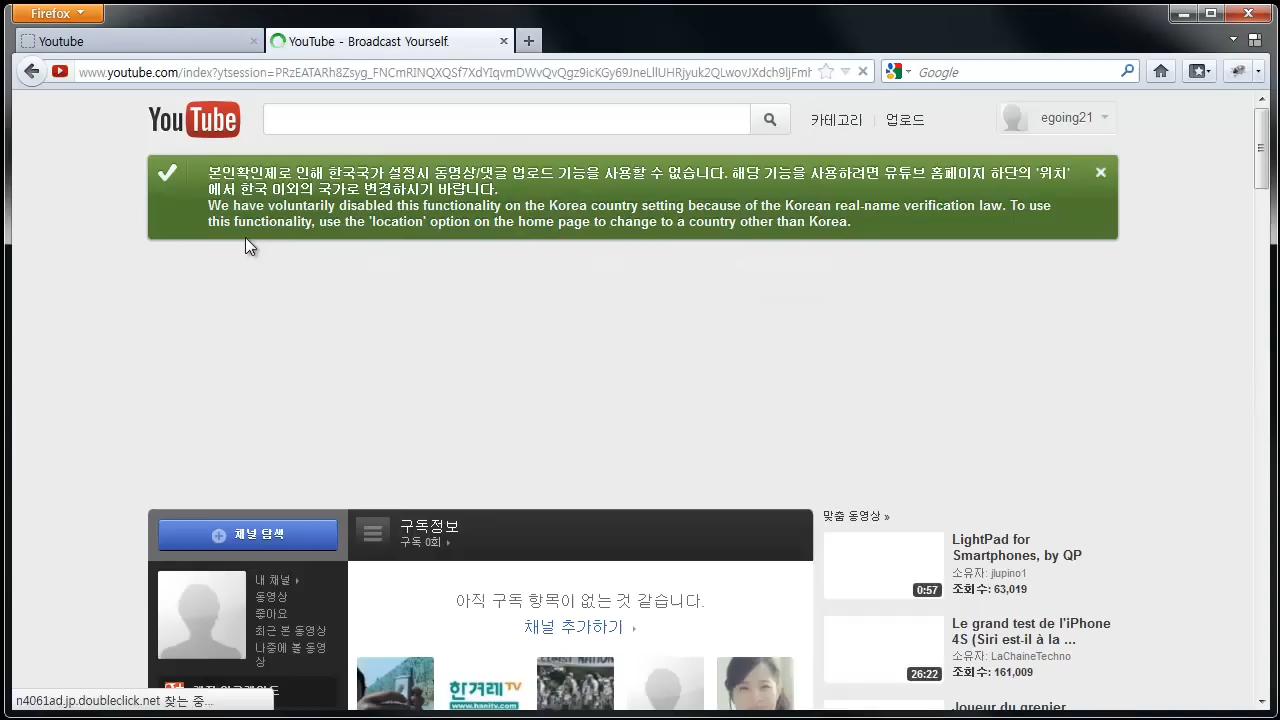 Firefox
Youtube
YouTube - Broadcast Yourself.
www.youtube.com/index?ytsession=PRzEATARh8Zsyg_FNCmRINQXQSf7XdYIqvmDWvQvQgz9icKGy69JneLlUHRjyuk2QLwovJXdch9ljFmH
Google
YouTube
카테고리
업로드
egoing21
본인확인제로 인해 한국국가 설정시 동영상/댓글 업로드 기능을 사용할 수 없습니다. 해당 기능을 사용하려면 유튜브 홈페이지 하단의 '위치'
에서 한국 이외의 국가로 변경하시기 바랍니다.
We have voluntarily disabled this functionality on the Korea country setting because of the Korean real-name verification law. To use
this functionality, use the 'location' option on the home page to change to a country other than Korea.
채널 탐색
구독정보
구독 0회
맞춤 동영상 »
LightPad for
Smartphones, by QP
소유자: jlupino1
조회수: 63,019
0:57
내 채널
동영상
좋아요
최근 본 동영상
나중에 볼 동영
상
아직 구독 항목이 없는 것 같습니다.
채널 추가하기
Le grand test de l'iPhone
4S (Siri est-il à la ...
소유자: LaChaineTechno
조회수: 161,009
26:22
한겨레TV
www.hanitv.com
n4061ad.jp.doubleclick.net 찾는 중...
Joueur du grenier